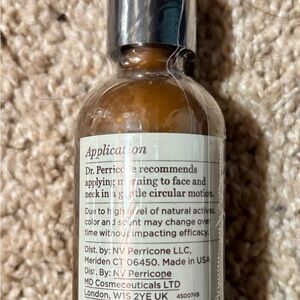 Application
Dr. Perricone recommends
applying morning to face and
neck in a gentle circular motion.
Due to high level of natural actives,
color and scent may change over
time without impacting efficacy.
Dist. by: NV Perricone LLC,
Meriden CT 06450. Made in USA
Dist. By: NV Perricone
MD Cosmeceuticals LTD
London, W1S 2YE UK 45D07HB